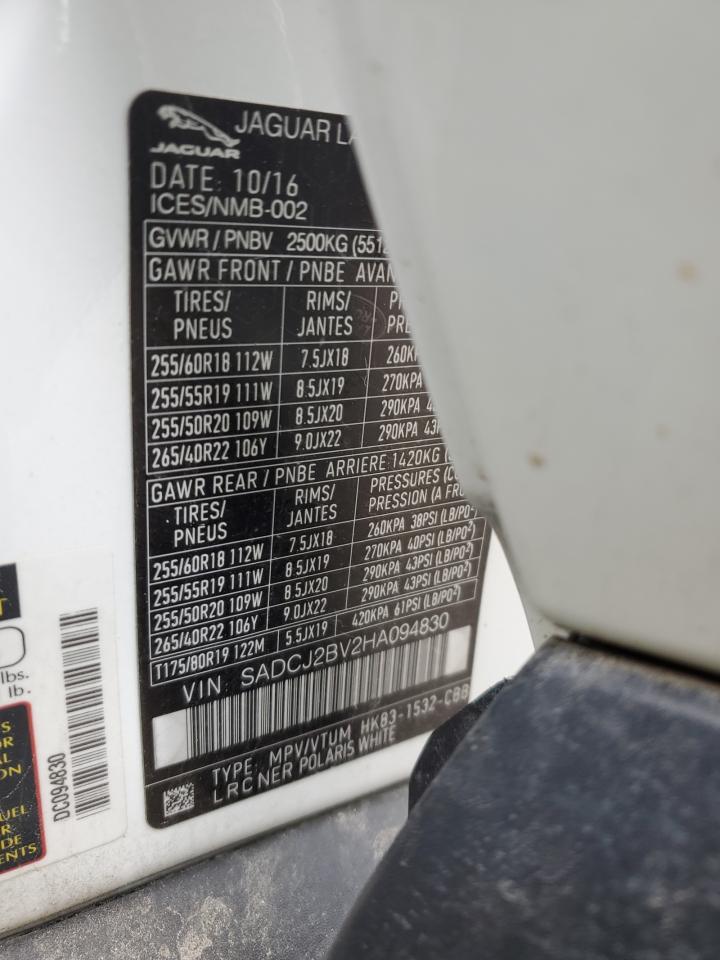 JAGUAR
JAGUAR LA
DATE: 10/16
ICES/NMB-002
GVWR / PNBV 2500KG (5512
GAWR FRONT / PNBE AVAN
TIRES/ RIMS/
PNEUS JANTES
255/60R18 112W 7.5JX18 260K
255/55R19 111W 8.5JX19 270KPA
255/50R20 109W 8.5JX20 290KPA 4
265/40R22 106Y 9.0JX22 290KPA 43
GAWR REAR / PNBE ARRIERE: 1420KG (
TIRES/ RIMS/ PRESSURES (CO
PNEUS JANTES PRESSION (A FR
255/60R18 112W 7.5JX18 260KPA 38PSI (LB/PO²)
255/55R19 111W 8.5JX19 270KPA 40PSI (LB/PO²)
255/50R20 109W 8.5JX20 290KPA 43PSI (LB/PO²)
265/40R22 106Y 9.0JX22 290KPA 43PSI (LB/PO²)
T175/80R19 122M 5.5JX19 420KPA 61PSI (LB/PO²)
VIN: SADCJ2BV2HA094830
TYPE: MPV/VTUM HK83-1532-CBB
LRC NER POLARIS WHITE
DC094830
lbs.
lb.